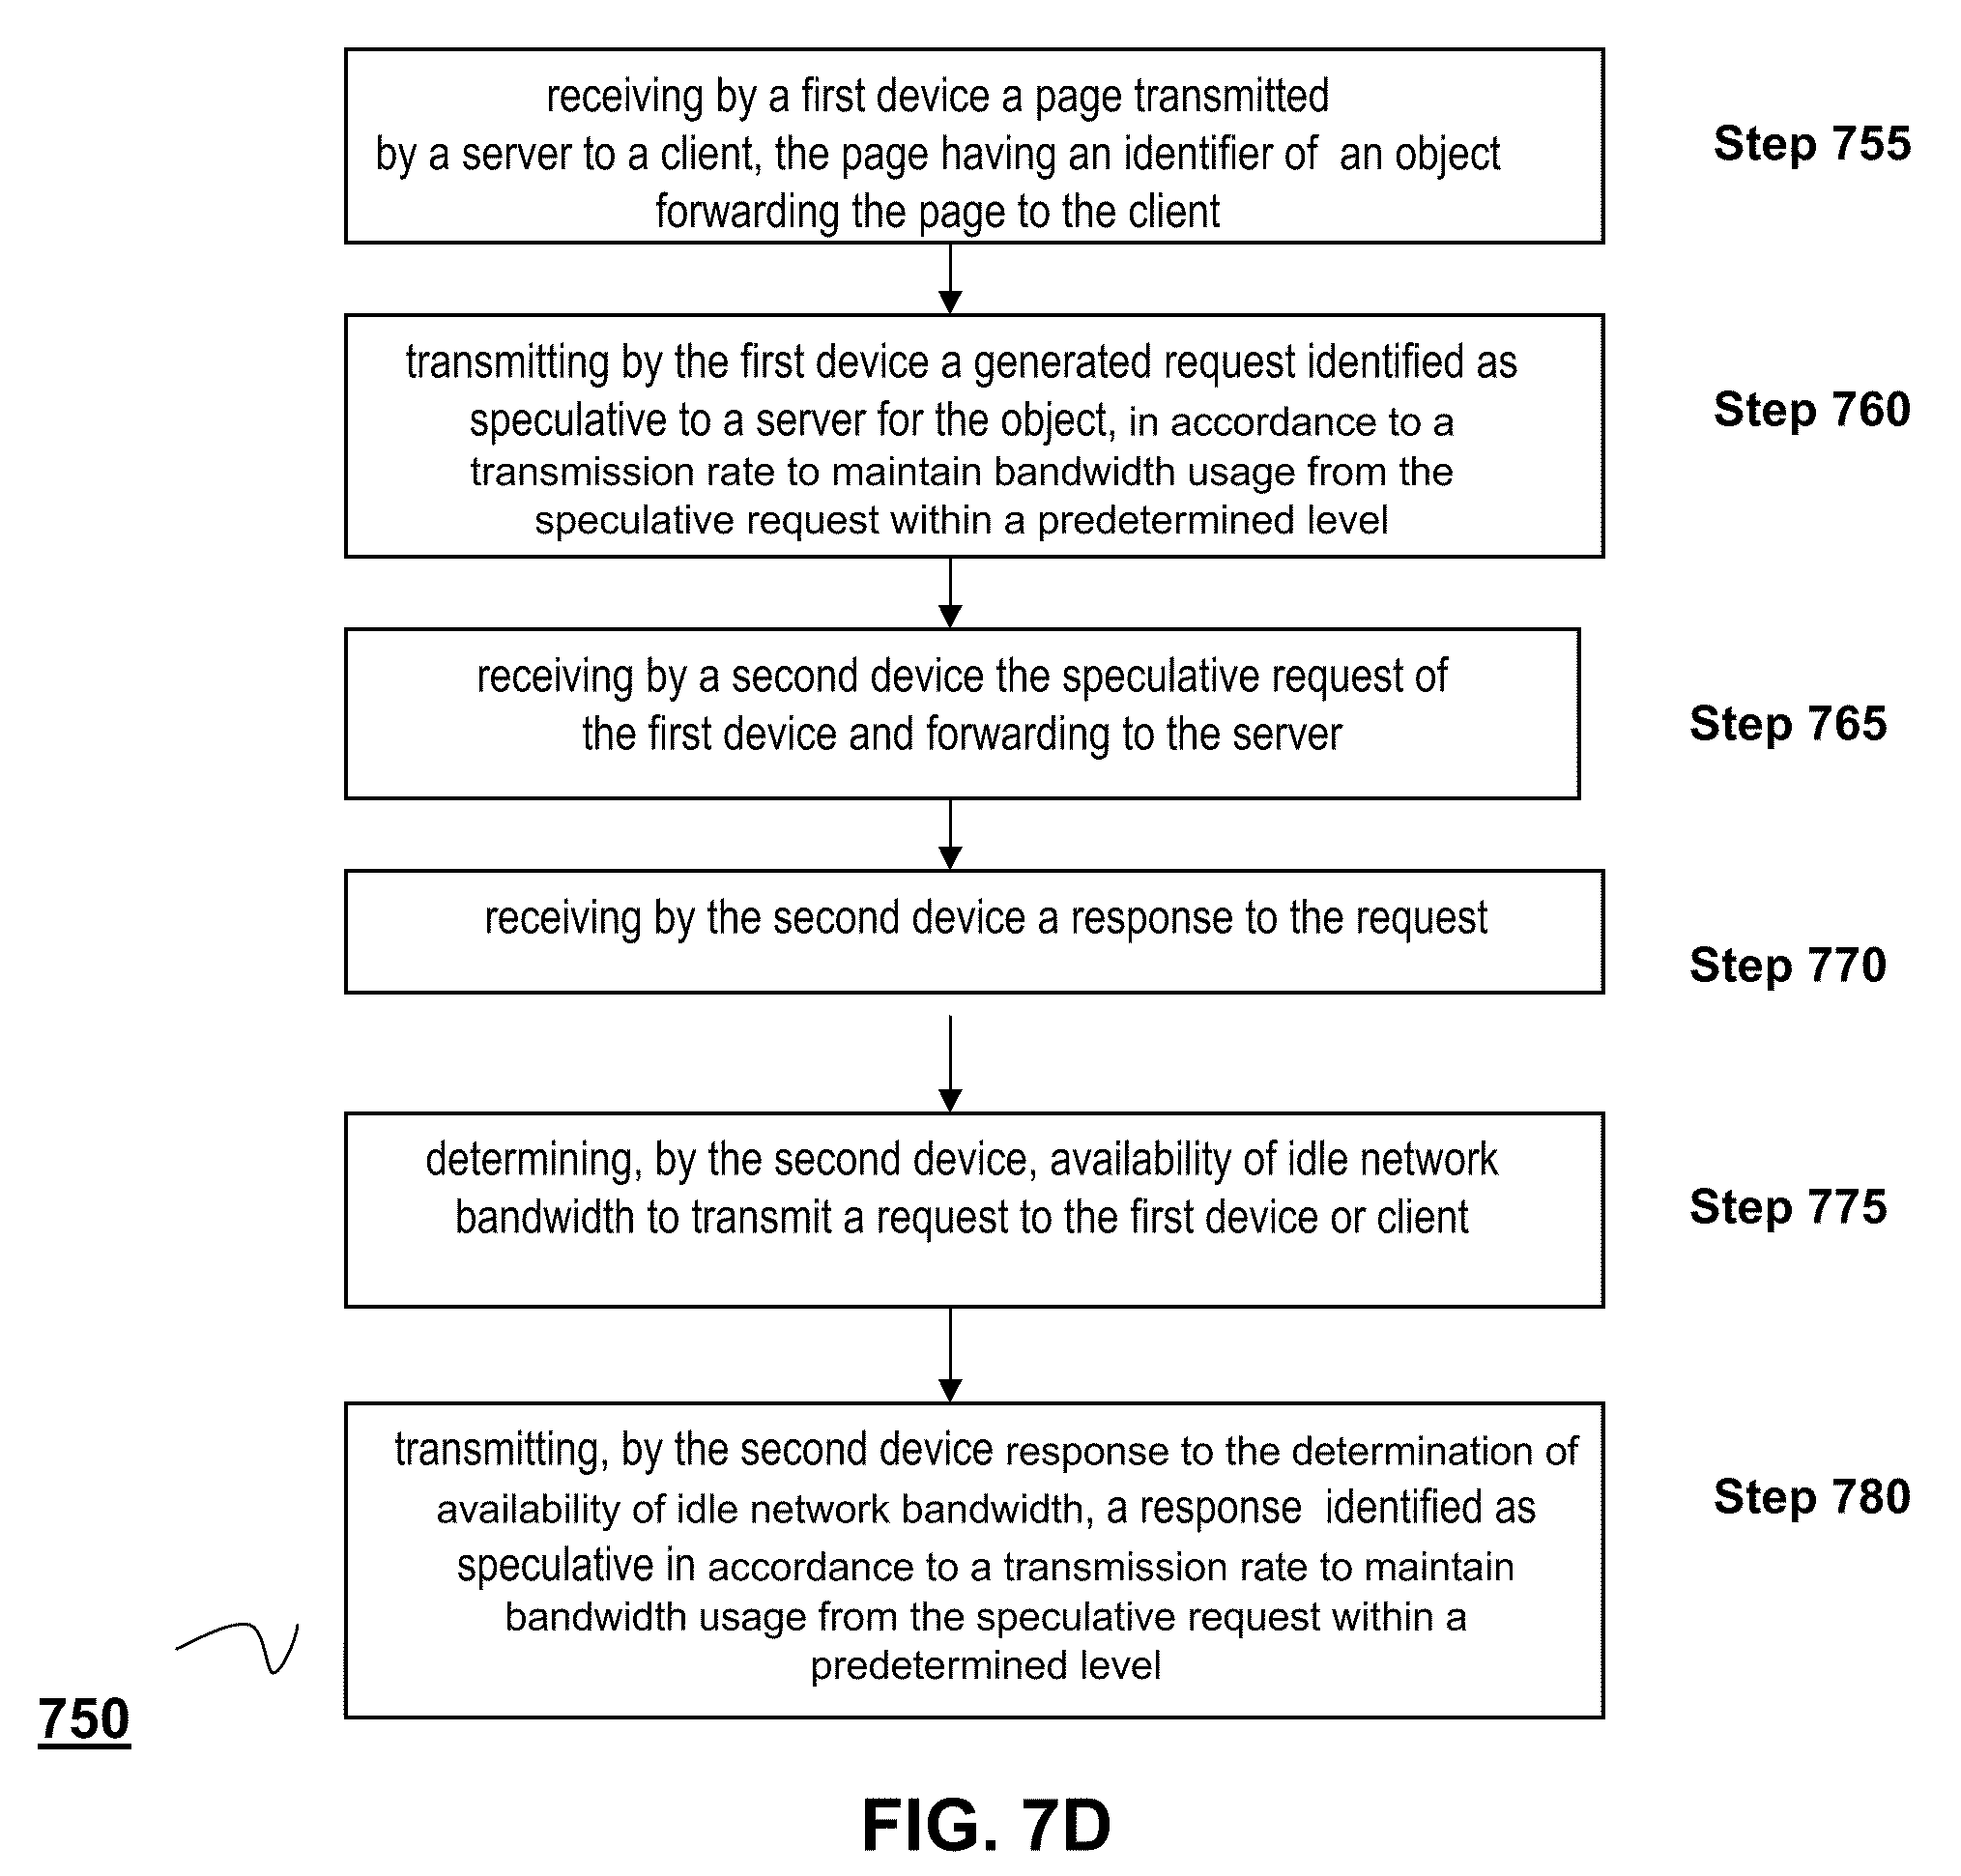 receiving by a first device a page transmitted
by a server to a client, the page having an identifier of an object
forwarding the page to the client
Step 755
transmitting by the first device a generated request identified as
speculative to a server for the object, in accordance to a
transmission rate to maintain bandwidth usage from the
speculative request within a predetermined level
Step 760
receiving by a second device the speculative request of
the first device and forwarding to the server
Step 765
receiving by the second device a response to the request
Step 770
determining, by the second device, availability of idle network
bandwidth to transmit a request to the first device or client
Step 775
transmitting, by the second device response to the determination of
availability of idle network bandwidth, a response identified as
speculative in accordance to a transmission rate to maintain
bandwidth usage from the speculative request within a
predetermined level
Step 780
750
FIG. 7D